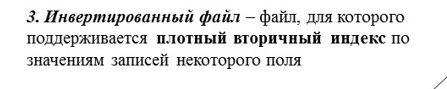 3. Инвертированный файл – файл, для которого
поддерживается плотный вторичный индекс по
значениям записей некоторого поля